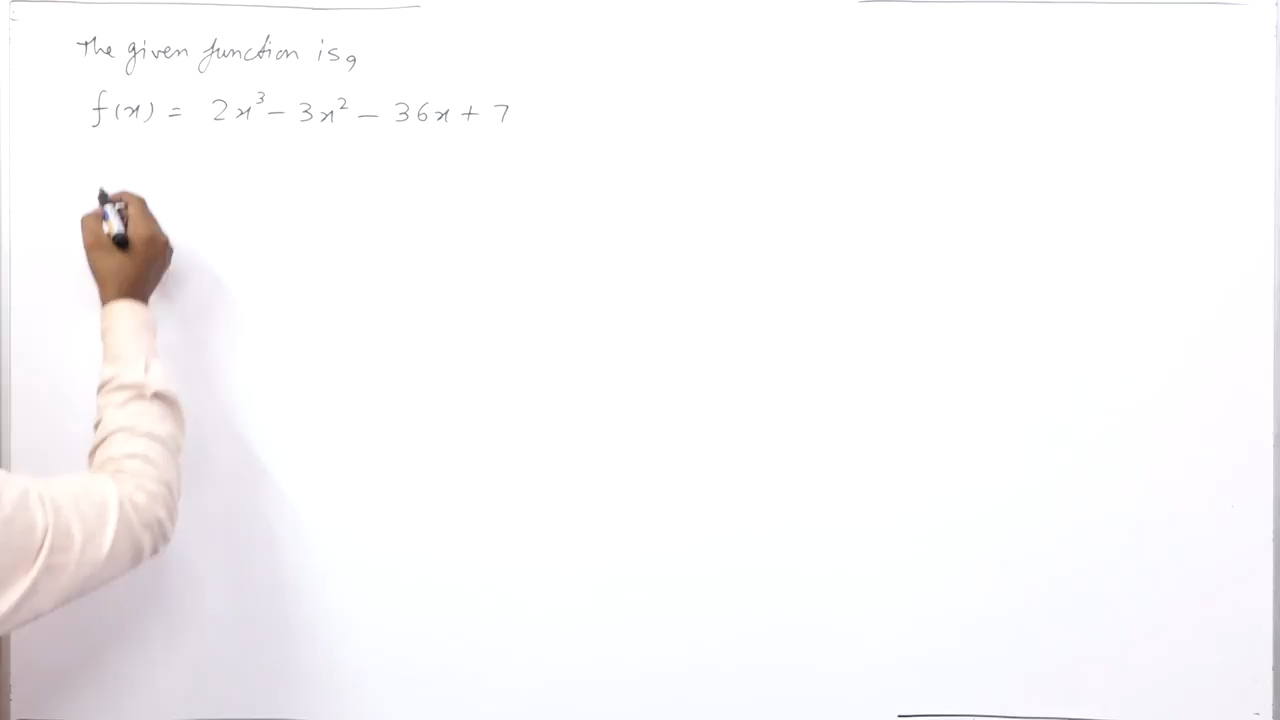 The given function is,
f(x) = 2x³ - 3x² - 36x + 7